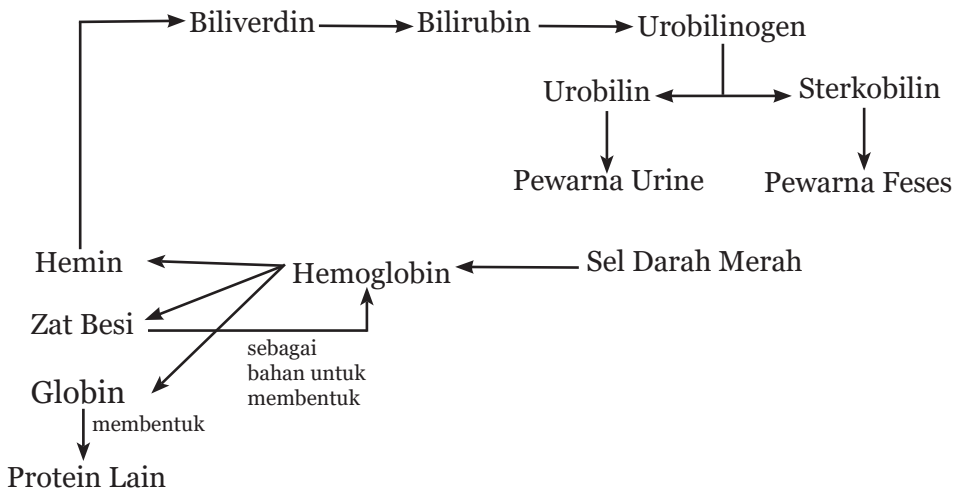 Biliverdin
Bilirubin
Urobilinogen
Urobilin
Sterkobilin
Pewarna Urine
Pewarna Feses
Hemin
Hemoglobin
Sel Darah Merah
Zat Besi
sebagai
bahan untuk
membentuk
Globin
membentuk
Protein Lain